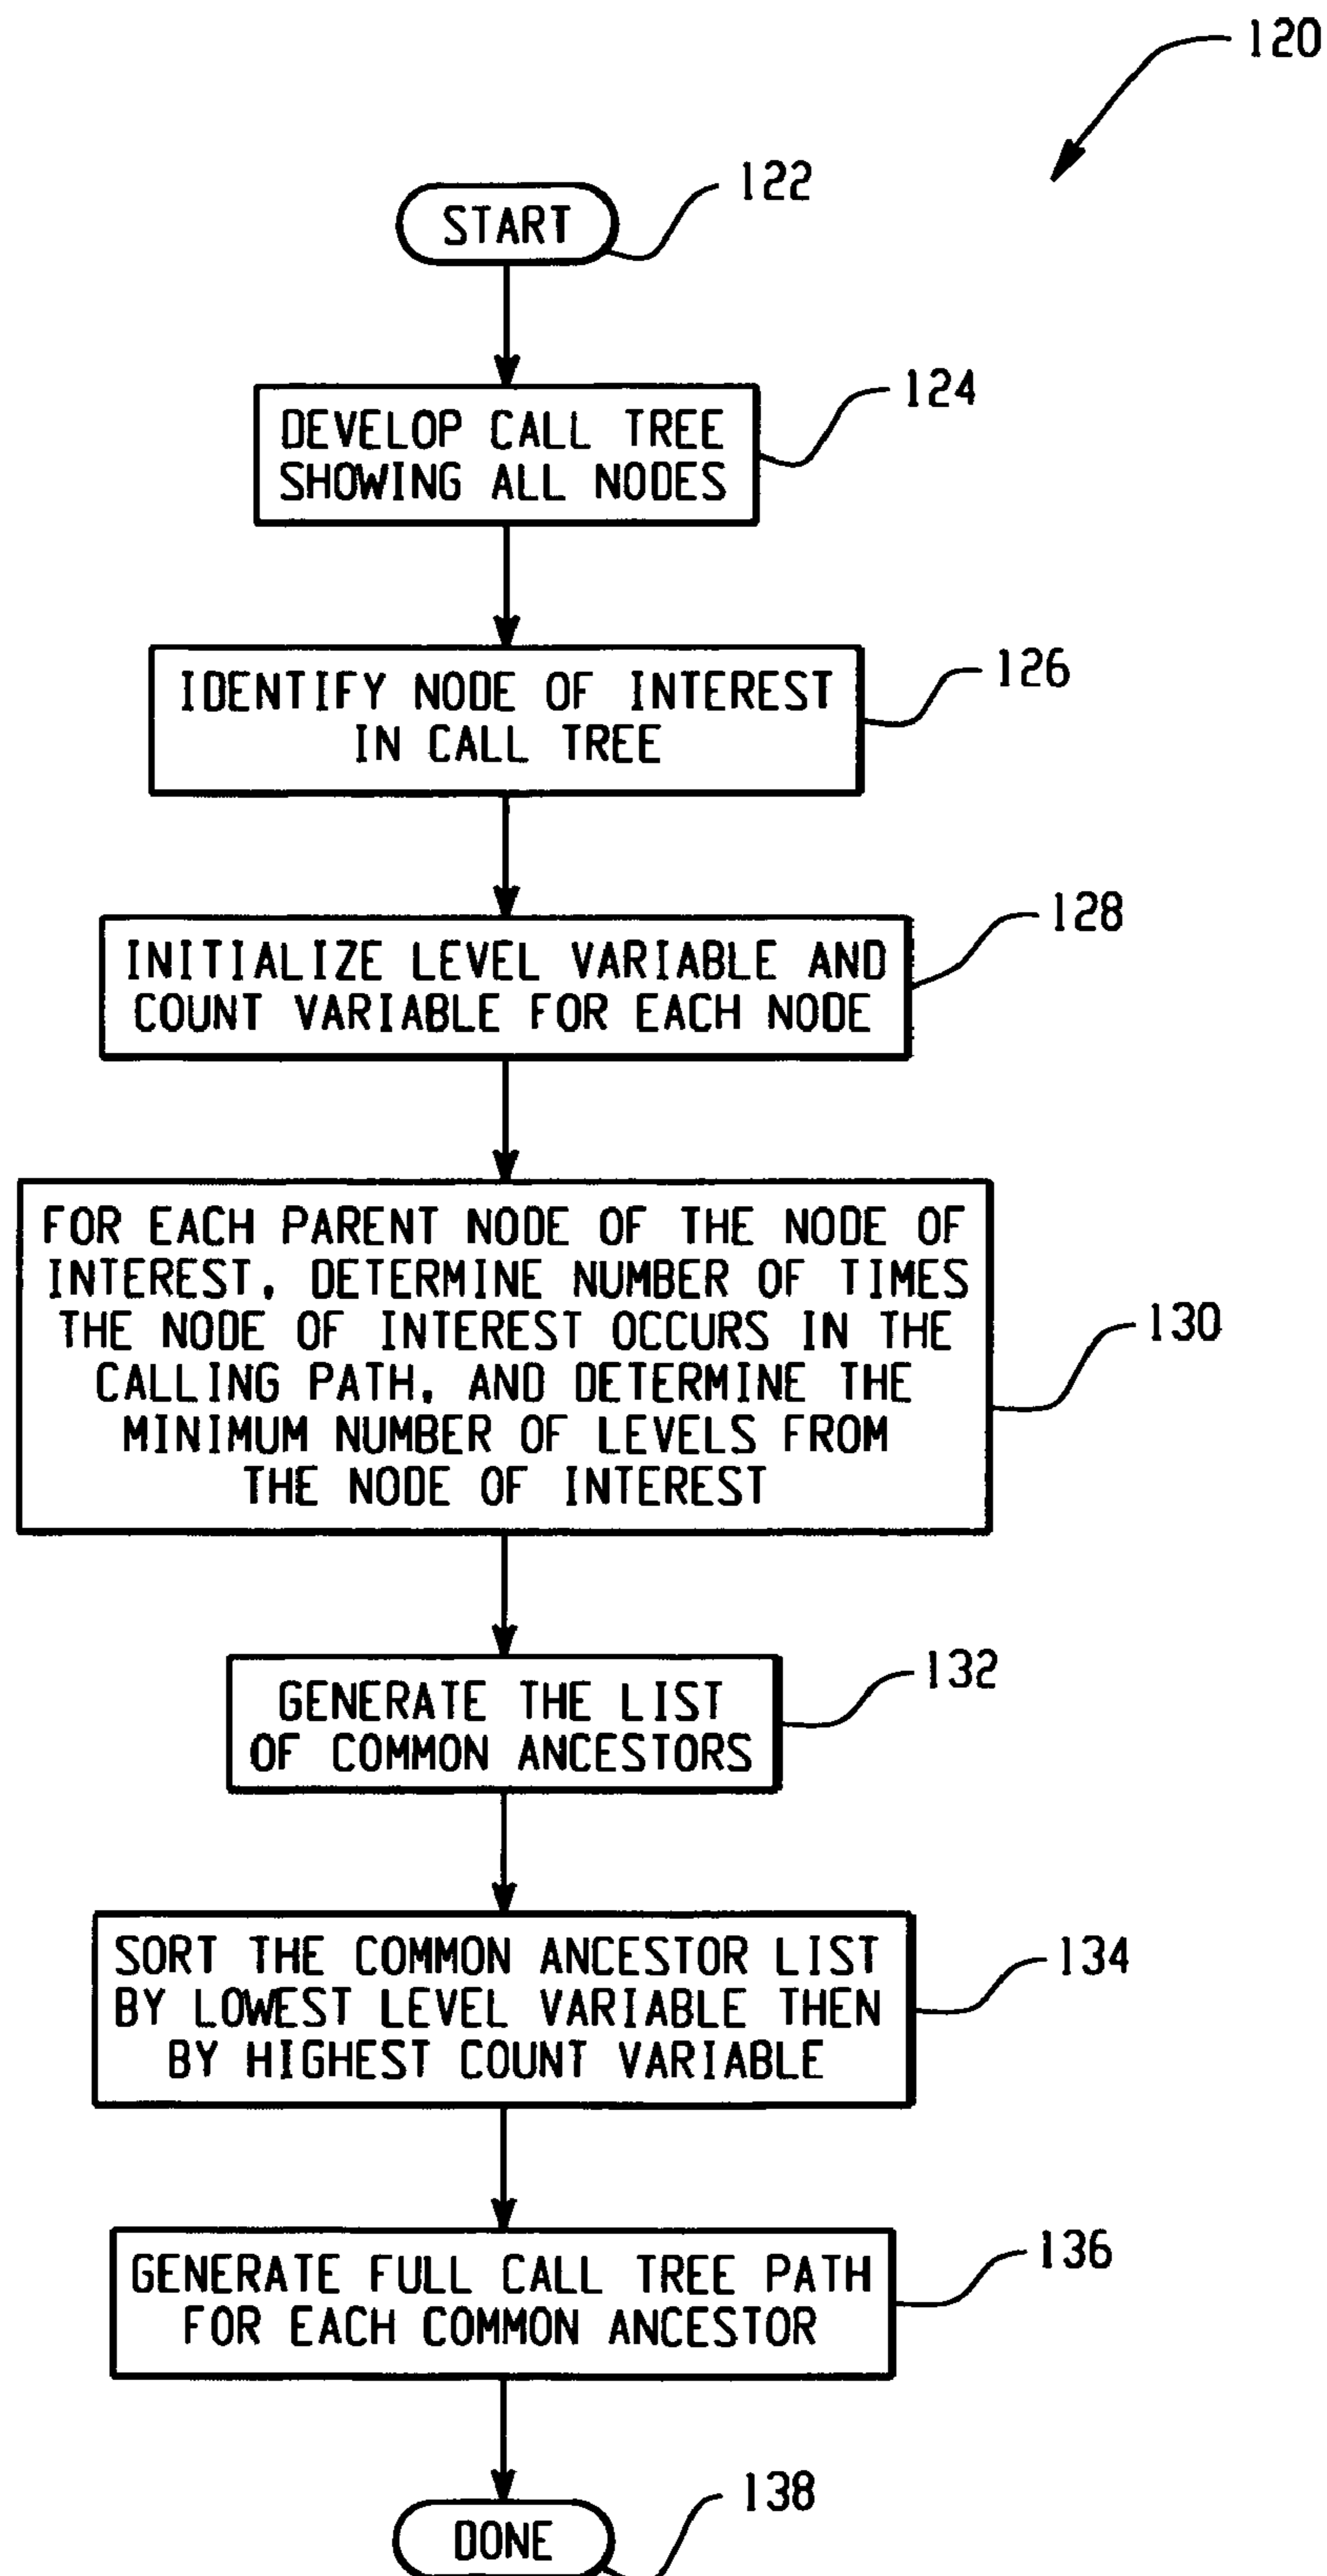 120
START
122
DEVELOP CALL TREE
SHOWING ALL NODES
124
IDENTIFY NODE OF INTEREST
IN CALL TREE
126
INITIALIZE LEVEL VARIABLE AND
COUNT VARIABLE FOR EACH NODE
128
FOR EACH PARENT NODE OF THE NODE OF
INTEREST, DETERMINE NUMBER OF TIMES
THE NODE OF INTEREST OCCURS IN THE
CALLING PATH, AND DETERMINE THE
MINIMUM NUMBER OF LEVELS FROM
THE NODE OF INTEREST
130
GENERATE THE LIST
OF COMMON ANCESTORS
132
SORT THE COMMON ANCESTOR LIST
BY LOWEST LEVEL VARIABLE THEN
BY HIGHEST COUNT VARIABLE
134
GENERATE FULL CALL TREE PATH
FOR EACH COMMON ANCESTOR
136
DONE
138